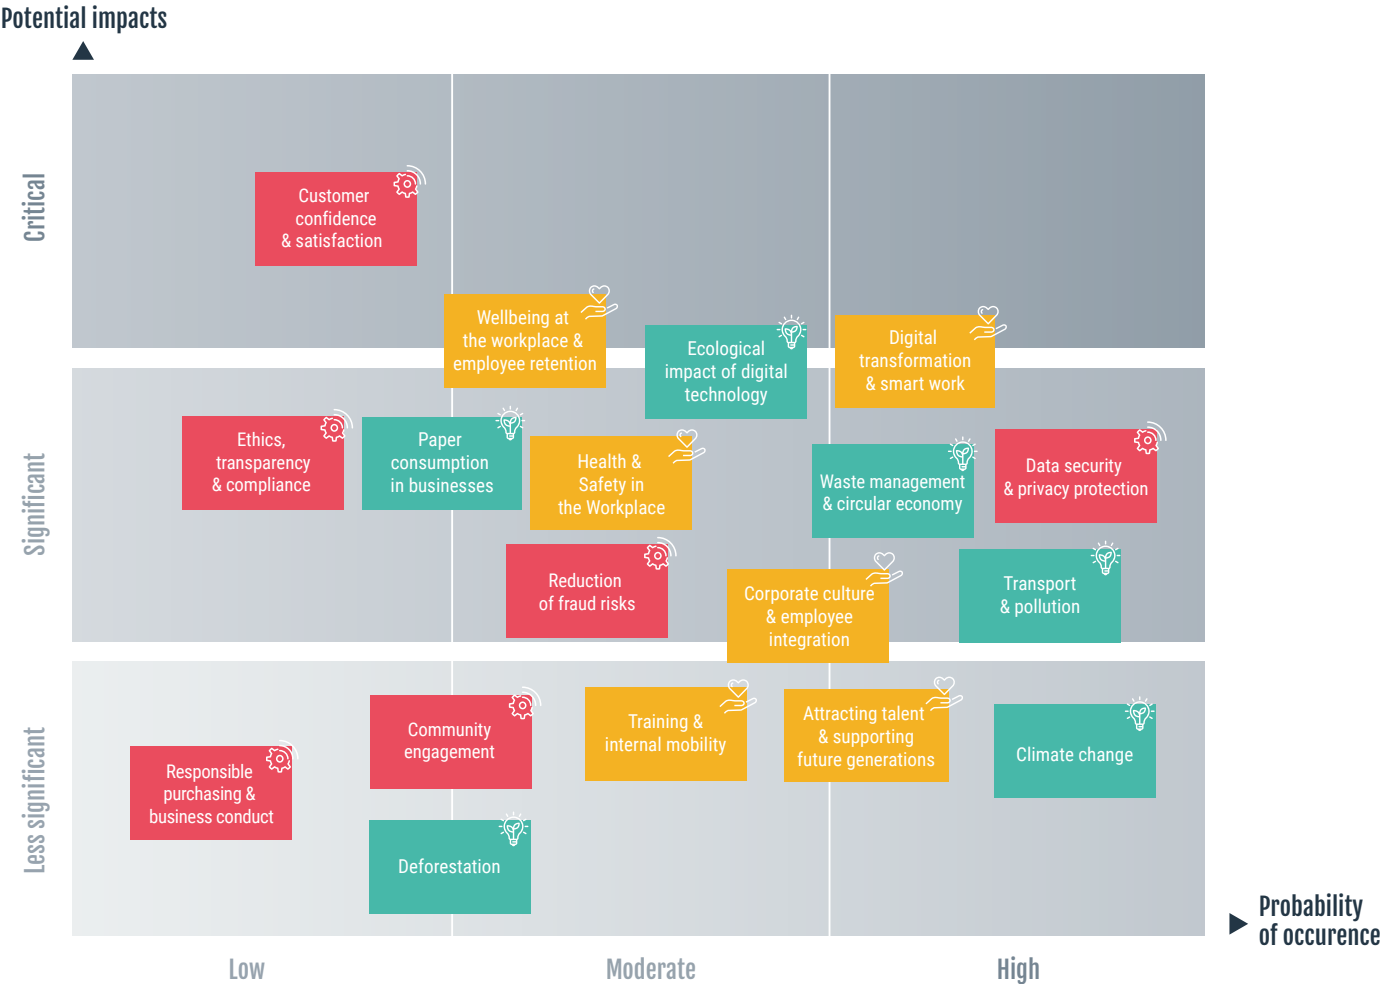 Potential impacts
Critical
Customer
confidence
& satisfaction
Wellbeing at
the workplace &
employee retention
Ecological
impact of digital
technology
Digital
transformation
& smart work
Significant
Ethics,
transparency
& compliance
Paper
consumption
in businesses
Health &
Safety in
the Workplace
Waste management
& circular economy
Data security
& privacy protection
Reduction
of fraud risks
Corporate culture
& employee
integration
Transport
& pollution
Less significant
Responsible
purchasing &
business conduct
Community
engagement
Deforestation
Training &
internal mobility
Attracting talent
& supporting
future generations
Climate change
Low
Moderate
High
Probability
of occurence